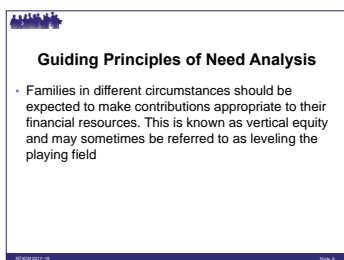 Guiding Principles of Need Analysis
• Families in different circumstances should be
expected to make contributions appropriate to their
financial resources. This is known as vertical equity
and may sometimes be referred to as leveling the
playing field